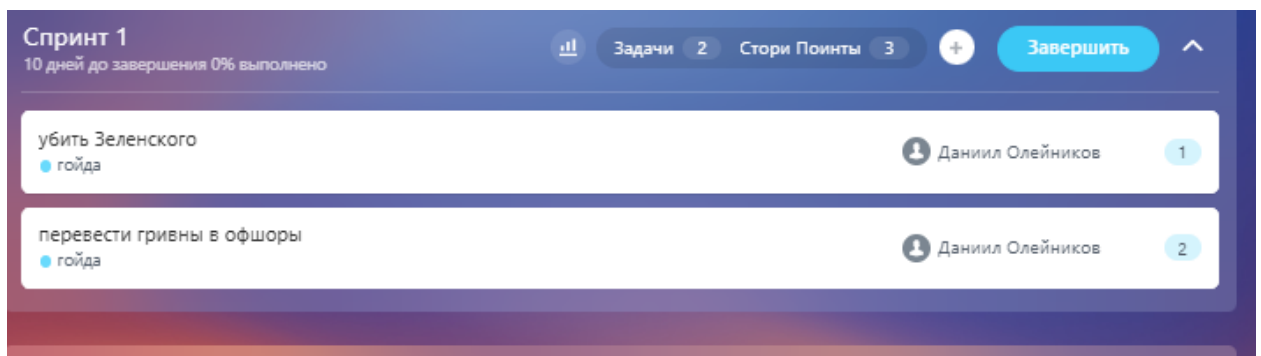 Спринт 1
10 дней до завершения 0% выполнено
Задачи 2 Стори Поинты 3 + Завершить
убить Зеленского
гойда
Даниил Олейников 1
перевести гривны в офшоры
гойда
Даниил Олейников 2